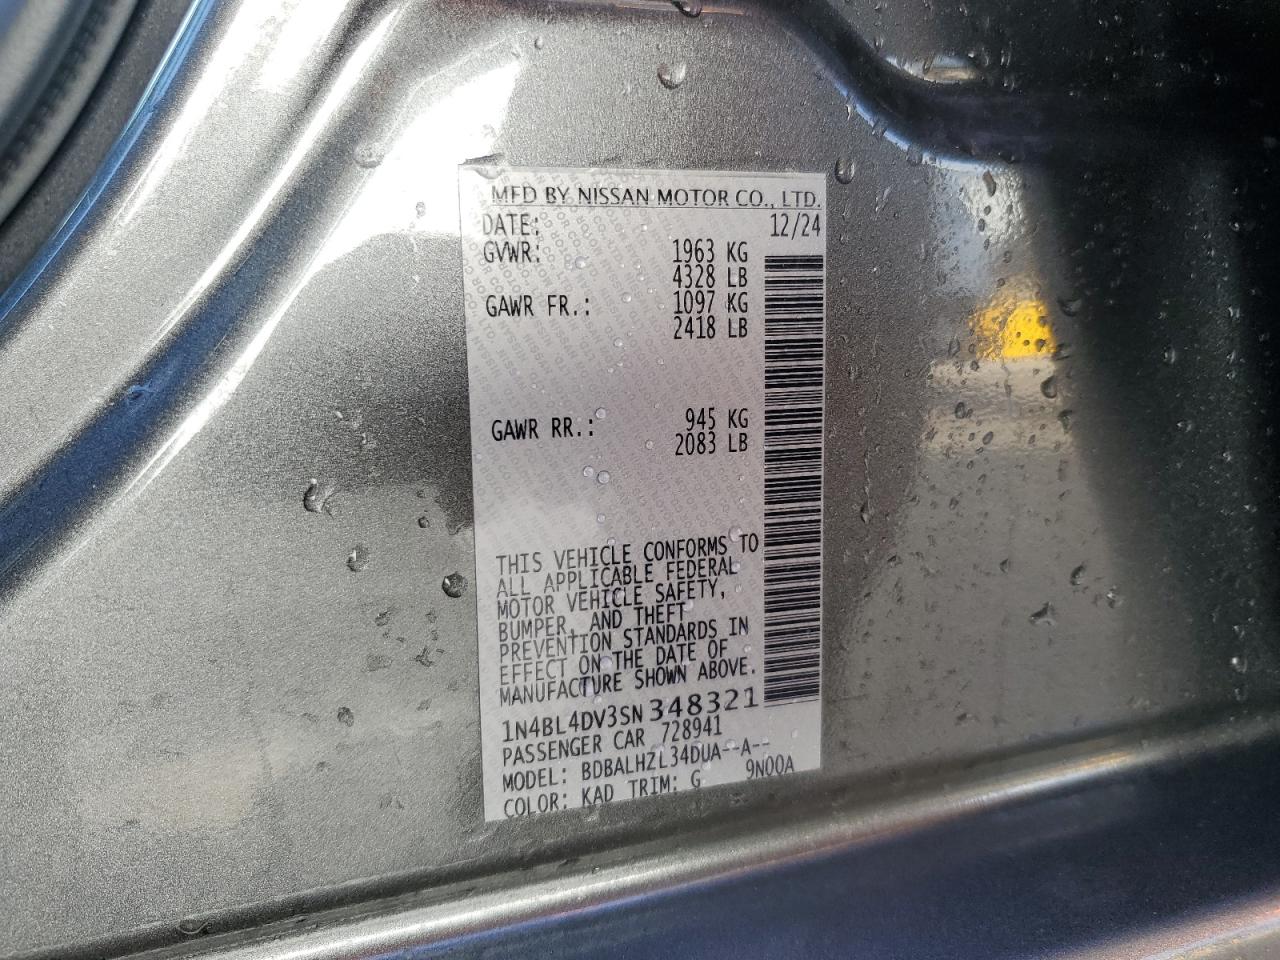 MFD BY NISSAN MOTOR CO., LTD.
DATE: 12/24
GVWR: 1963 KG
4328 LB
GAWR FR.: 1097 KG
2418 LB
GAWR RR.: 945 KG
2083 LB
THIS VEHICLE CONFORMS TO
ALL APPLICABLE FEDERAL
MOTOR VEHICLE SAFETY,
BUMPER, AND THEFT
PREVENTION STANDARDS IN
EFFECT ON THE DATE OF
MANUFACTURE SHOWN ABOVE.
1N4BL4DV3SN348321
PASSENGER CAR 728941
MODEL: BDBALHZL34DUA--A--
COLOR: KAD TRIM: G 9N00A